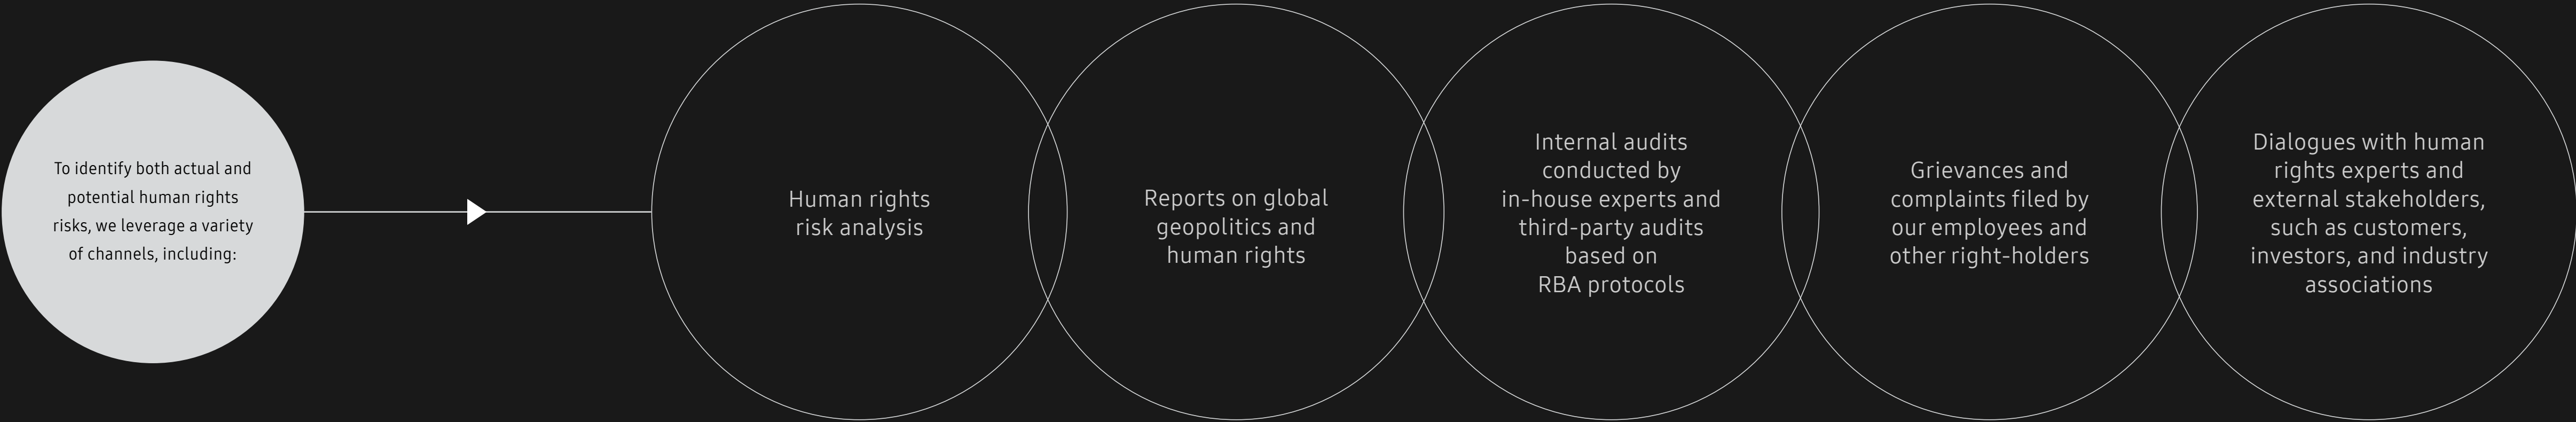 To identify both actual and
potential human rights
risks, we leverage a variety
of channels, including:
Human rights
risk analysis
Reports on global
geopolitics and
human rights
Internal audits
conducted by
in-house experts and
third-party audits
based on
RBA protocols
Grievances and
complaints filed by
our employees and
other right-holders
Dialogues with human
rights experts and
external stakeholders,
such as customers,
investors, and industry
associations